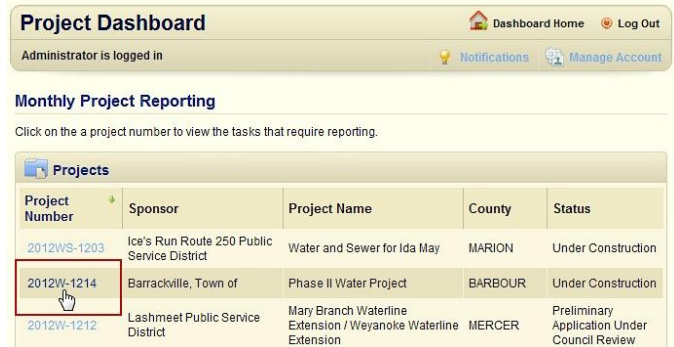 Project Dashboard
Dashboard Home
Log Out
Administrator is logged in
Notifications
Manage Account
Monthly Project Reporting
Click on the a project number to view the tasks that require reporting.
Projects
Project Number
Sponsor
Project Name
County
Status
2012WS-1203
Ice's Run Route 250 Public
Service District
Water and Sewer for Ida May
MARION
Under Construction
2012W-1214
Barrackville, Town of
Phase II Water Project
BARBOUR
Under Construction
2012W-1212
Lashmeet Public Service
District
Mary Branch Waterline
Extension / Weyanoke Waterline
Extension
MERCER
Preliminary
Application Under
Council Review